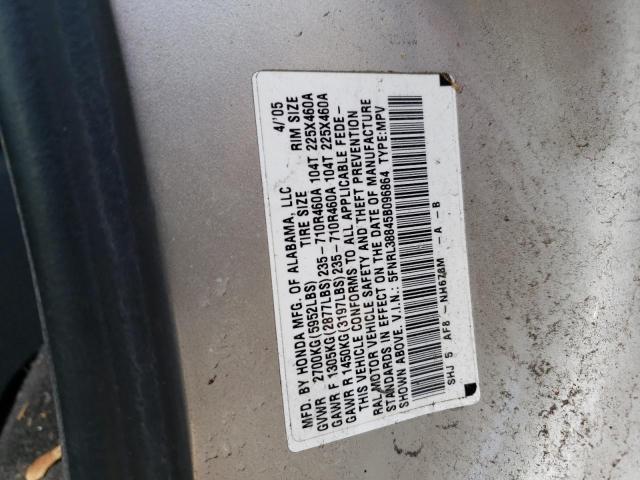 MFD. BY HONDA MFG. OF ALABAMA, LLC 4/'05
TIRE SIZE RIM SIZE
GVWR 2700KG(5952LBS)
GAWR F 1305KG(2877LBS)235-710R460A 104T 225X460A
GAWR R 1450KG(3197LBS)235-710R460A 104T 225X460A
THIS VEHICLE CONFORMS TO ALL APPLICABLE FEDE-
RAL MOTOR VEHICLE SAFETY AND THEFT PREVENTION
STANDARDS IN EFFECT ON THE DATE OF MANUFACTURE
SHOWN ABOVE. V.I.N.: 5FNRL38845B096864 TYPE:MPV
SHJ 5 AF8 - NH678M -A -B